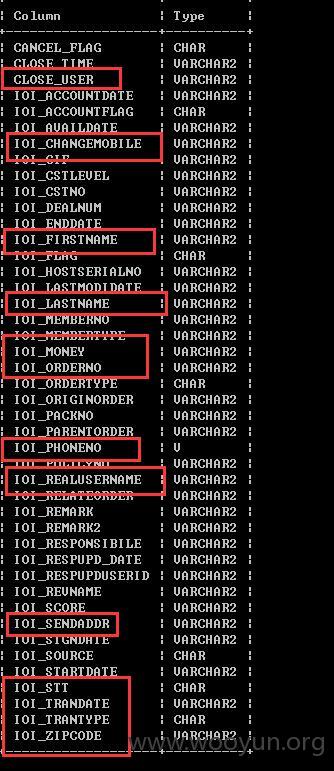 Column | Type
CANCEL_FLAG | CHAR
CLOSE_TIME | VARCHAR2
CLOSE_USER | VARCHAR2
IOI_ACCOUNTDATE | VARCHAR2
IOI_ACCOUNTFLAG | CHAR
IOI_AVAILDATE | VARCHAR2
IOI_CHANGEMOBILE | VARCHAR2
IOI_CIF | VARCHAR2
IOI_CSTLEVEL | VARCHAR2
IOI_CSTNO | VARCHAR2
IOI_DEALNUM | VARCHAR2
IOI_ENDDATE | VARCHAR2
IOI_FIRSTNAME | VARCHAR2
IOI_FLAG | CHAR
IOI_HOSTSERIALNO | VARCHAR2
IOI_LASTMODIDATE | VARCHAR2
IOI_LASTNAME | VARCHAR2
IOI_MEMBERNO | VARCHAR2
IOI_MEMBERTYPE | VARCHAR2
IOI_MONEY | VARCHAR2
IOI_ORDERNO | VARCHAR2
IOI_ORDERTYPE | CHAR
IOI_ORIGINORDER | VARCHAR2
IOI_PACKNO | VARCHAR2
IOI_PARENTORDER | VARCHAR2
IOI_PHONENO | V
IOI_POLICYNO | VARCHAR2
IOI_REALUSERNAME | VARCHAR2
IOI_RELATEORDER | VARCHAR2
IOI_REMARK | VARCHAR2
IOI_REMARK2 | VARCHAR2
IOI_RESPONSIBILE | VARCHAR2
IOI_RESPUPD_DATE | VARCHAR2
IOI_RESPUPDUSERID | VARCHAR2
IOI_REVNAME | VARCHAR2
IOI_SCORE | VARCHAR2
IOI_SENDADDR | VARCHAR2
IOI_SIGNDATE | VARCHAR2
IOI_SOURCE | CHAR
IOI_STARTDATE | VARCHAR2
IOI_STT | CHAR
IOI_TRANDATE | VARCHAR2
IOI_TRANTYPE | CHAR
IOI_ZIPCODE | VARCHAR2
www.wooyun.org